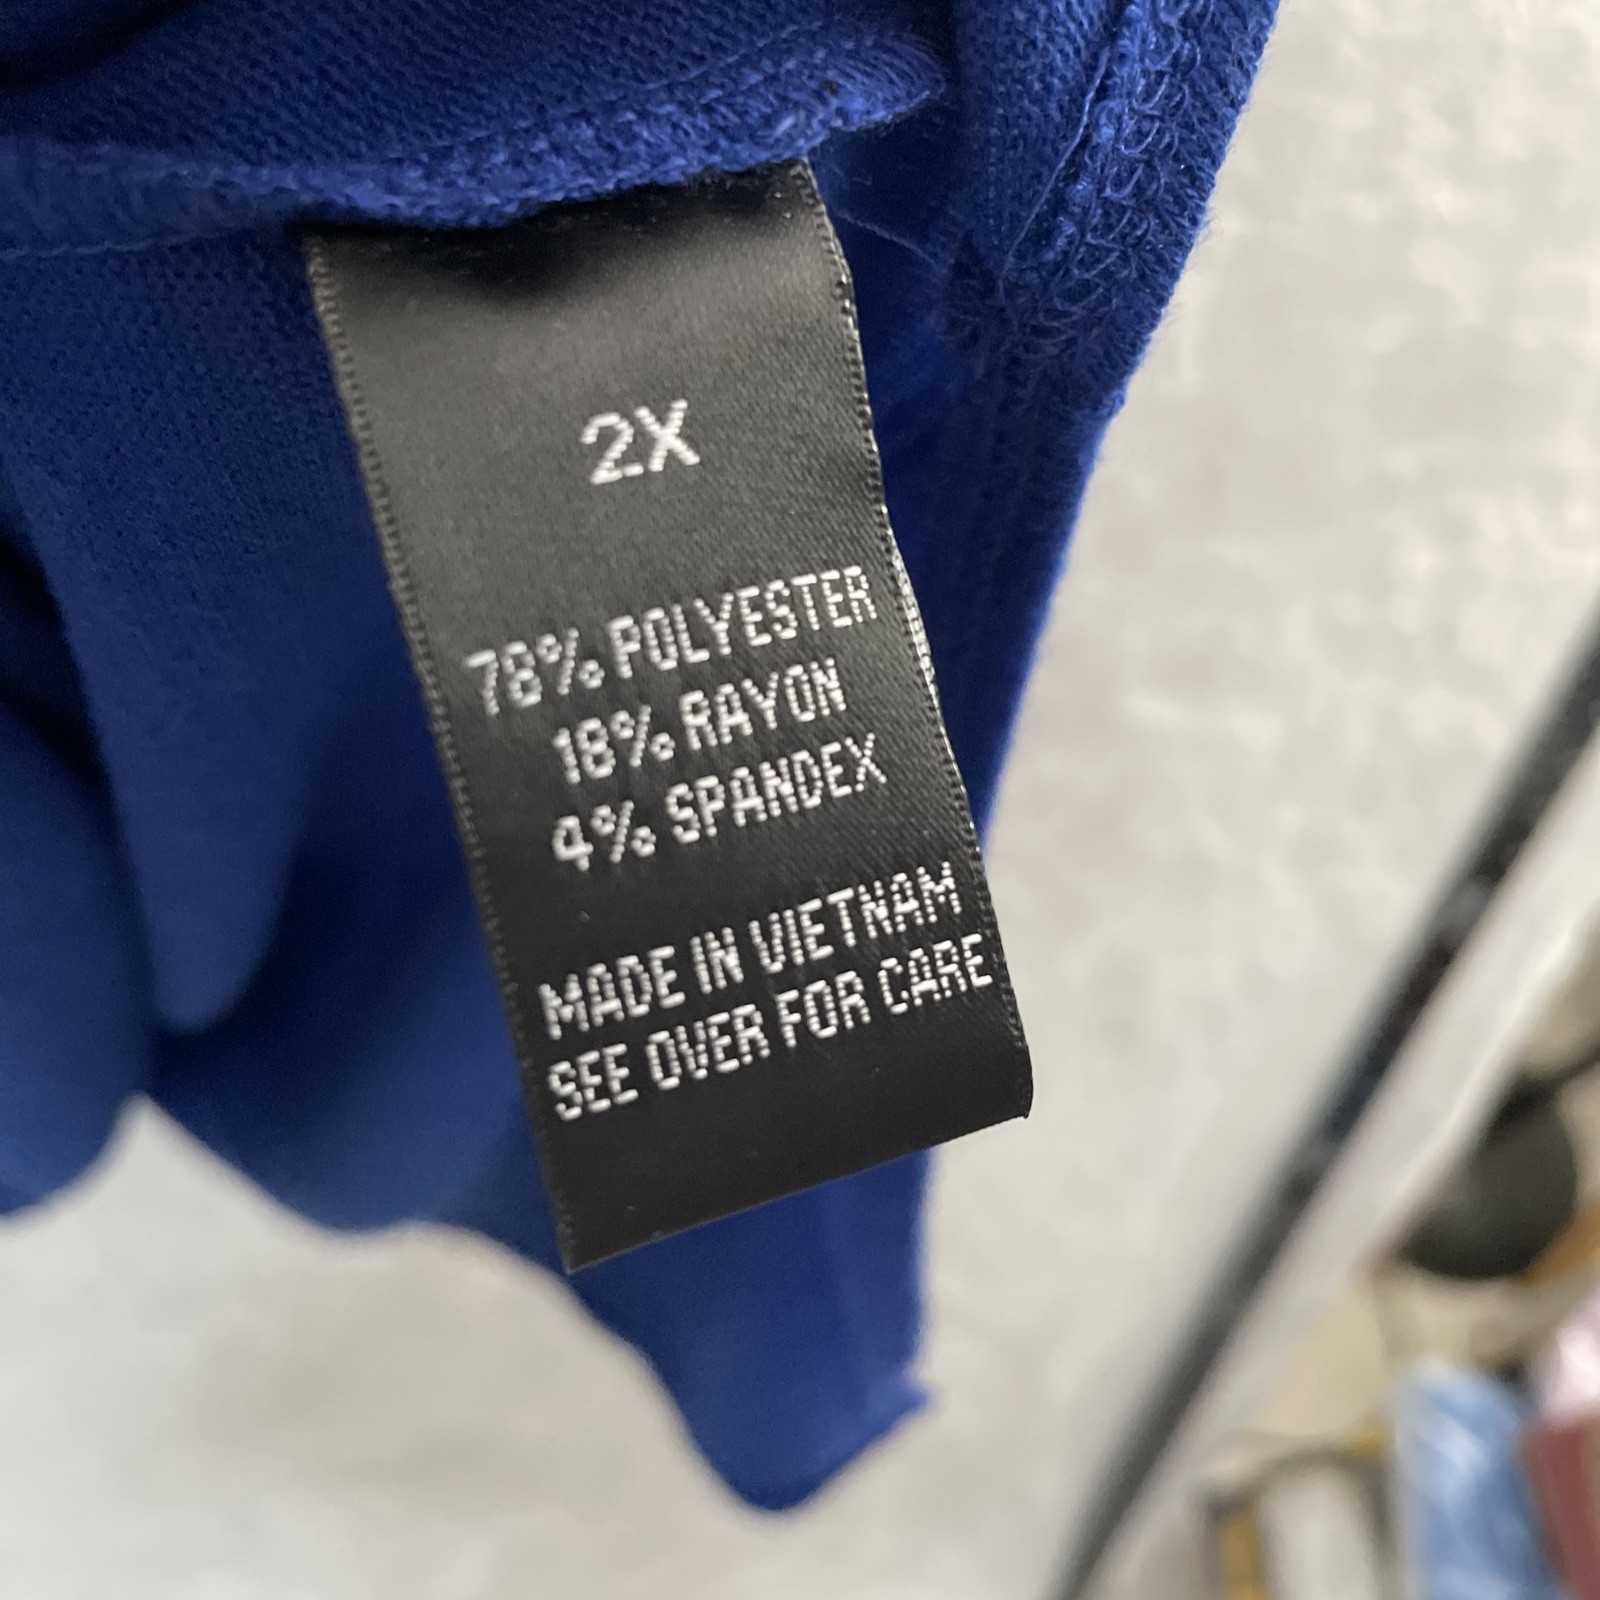 2X
78% POLYESTER
18% RAYON
4% SPANDEX
MADE IN VIETNAM
SEE OVER FOR CARE